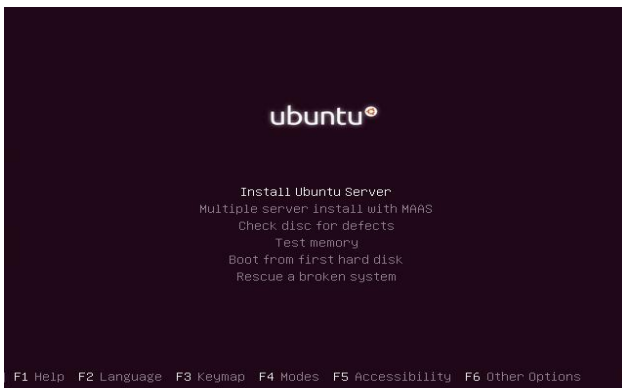 ubuntu
Install Ubuntu Server
Multiple server install with MAAS
Check disc for defects
Test memory
Boot from first hard disk
Rescue a broken system
F1 Help F2 Language F3 Keymap F4 Modes F5 Accessibility F6 Other Options